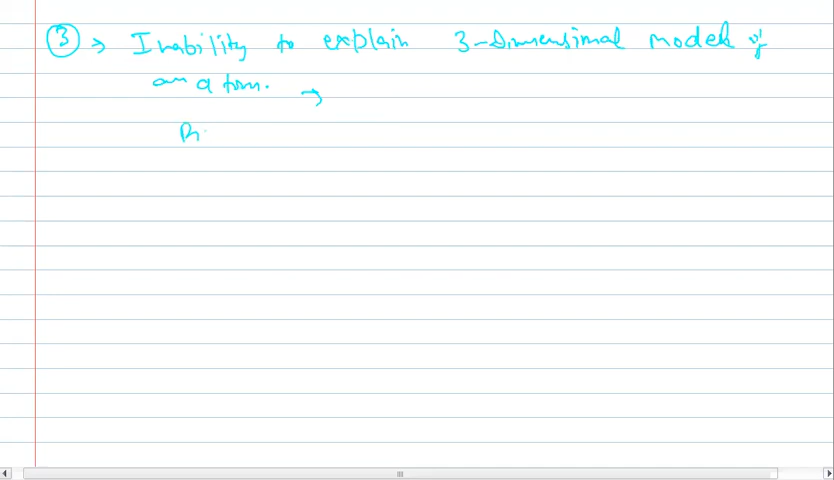 ③ → Inability to explain 3-Dimensional model of
an atom. →